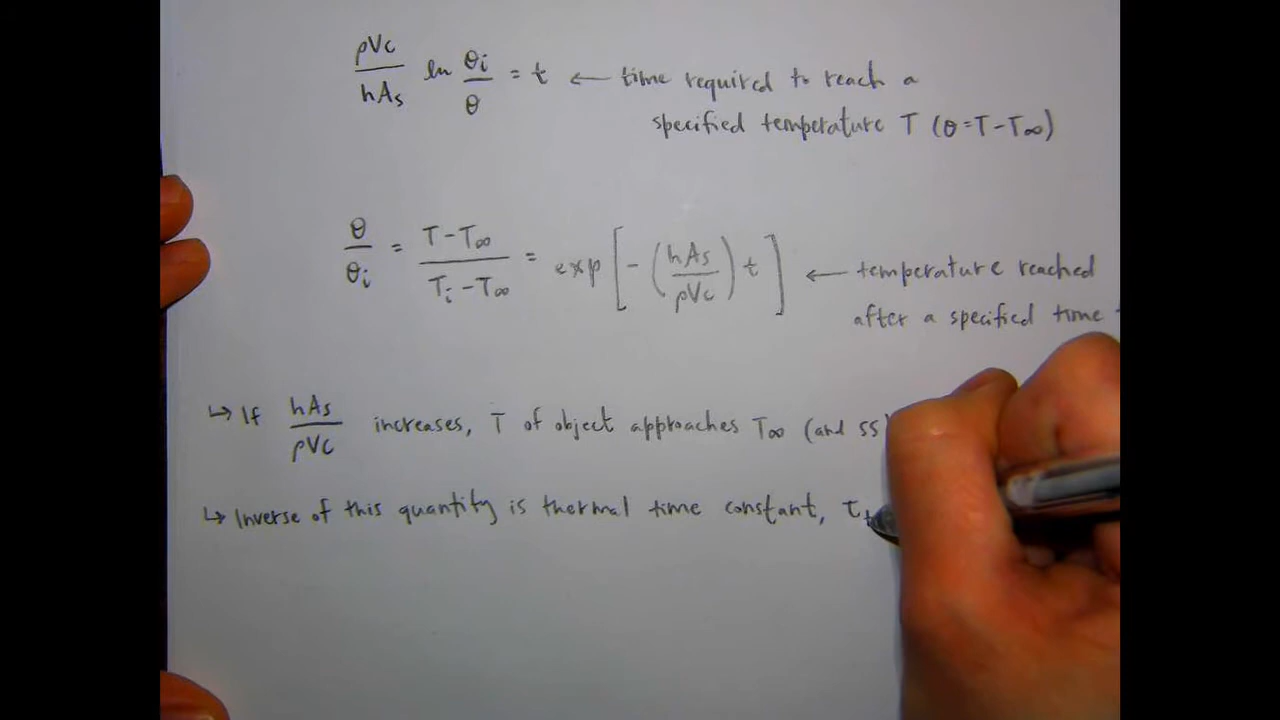 ρVc / hAs ln θi / θ = t ← time required to reach a
specified temperature T (θ=T-T∞)
θ / θi = T-T∞ / Ti-T∞ = exp[-(hAs / ρVc)t] ← temperature reached
after a specified time
↳ If hAs / ρVc increases, T of object approaches T∞ (and SS)
↳ Inverse of this quantity is thermal time constant, τt